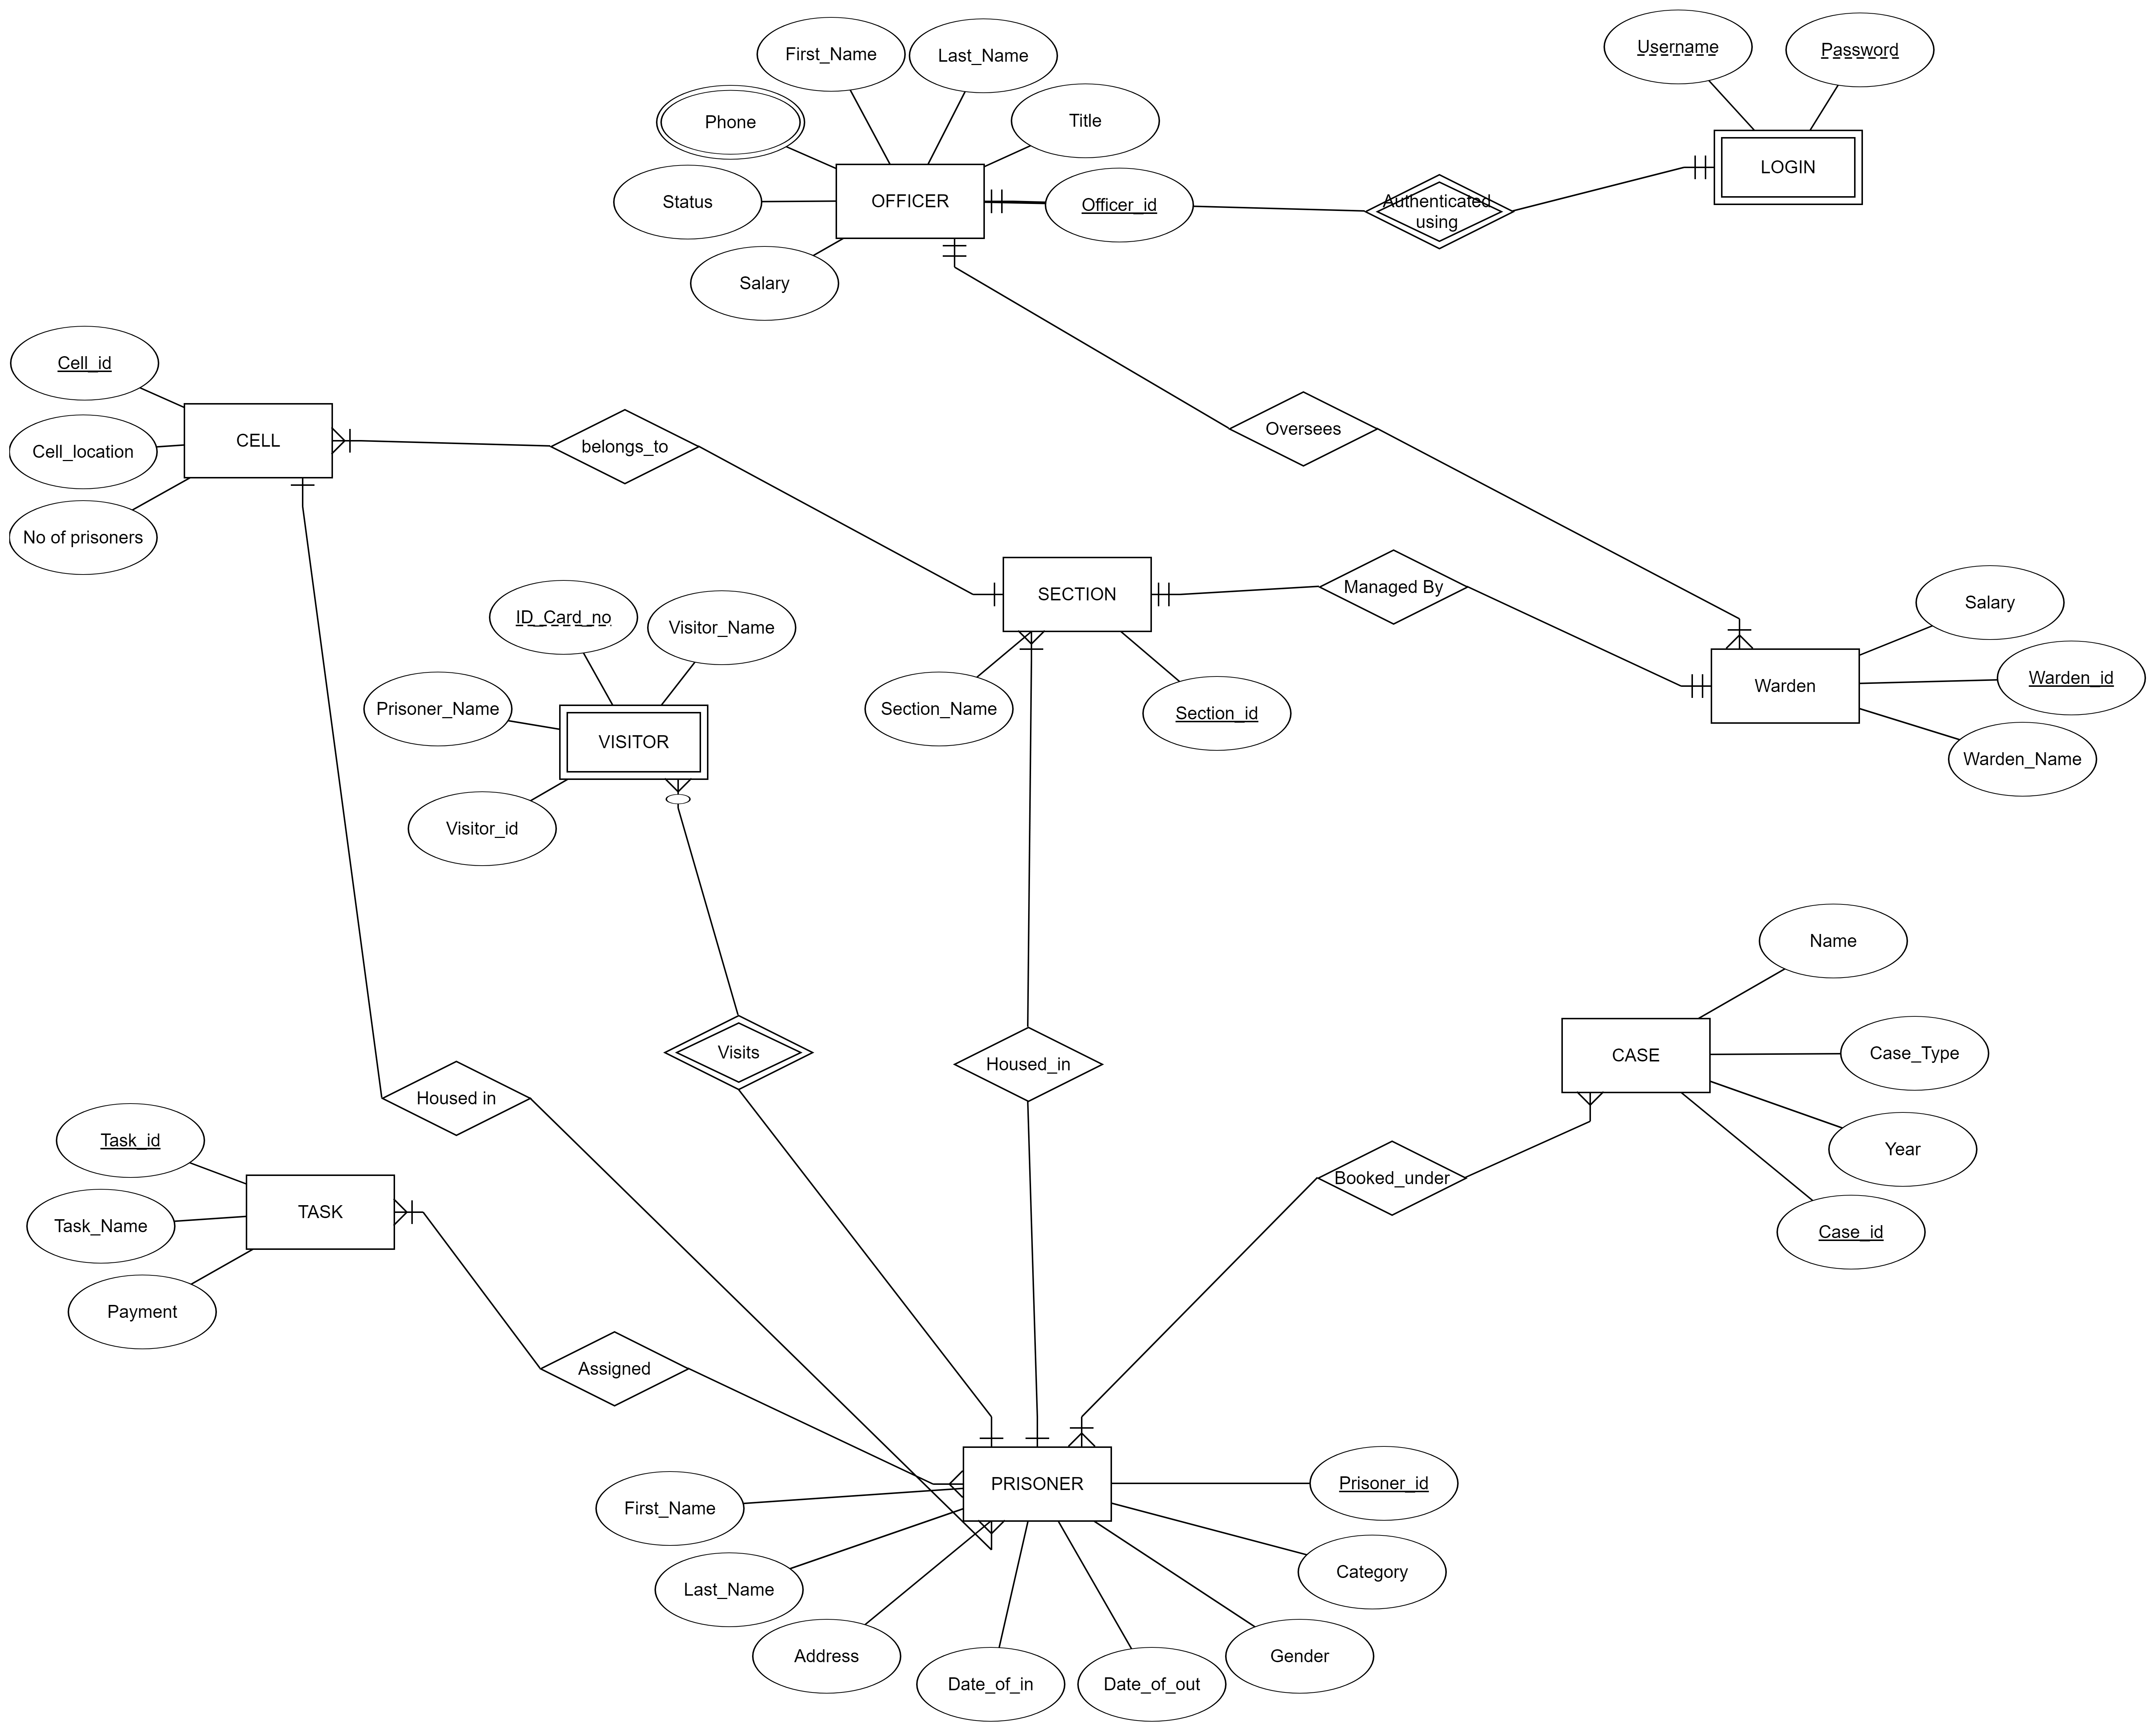 First_Name
Last_Name
Username
Password
Phone
Title
LOGIN
Status
OFFICER
Officer_id
Authenticated
using
Salary
Cell_id
CELL
belongs_to
Oversees
Cell_location
No of prisoners
SECTION
Managed By
Salary
ID_Card_no
Visitor_Name
Warden
Warden_id
Prisoner_Name
Section_Name
Section_id
VISITOR
Warden_Name
Visitor_id
Name
Visits
Housed_in
CASE
Case_Type
Housed in
Task_id
Year
Booked_under
TASK
Task_Name
Case_id
Payment
Assigned
PRISONER
Prisoner_id
First_Name
Category
Last_Name
Address
Gender
Date_of_in
Date_of_out